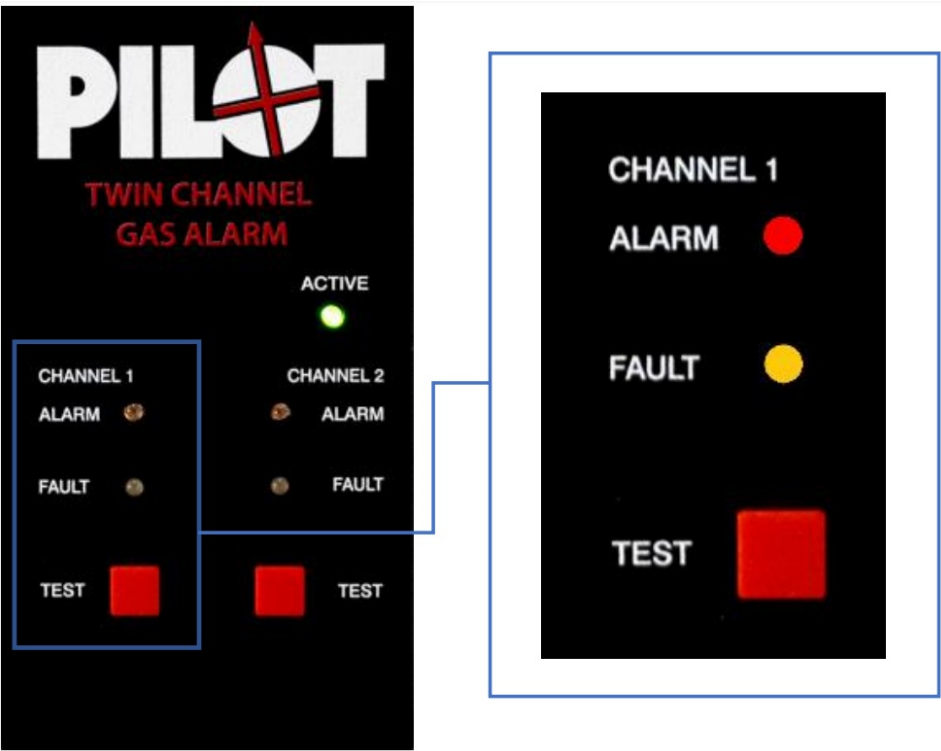 PILOT
TWIN CHANNEL
GAS ALARM
ACTIVE
CHANNEL 1
CHANNEL 2
ALARM
ALARM
FAULT
FAULT
TEST
TEST
CHANNEL 1
ALARM
FAULT
TEST